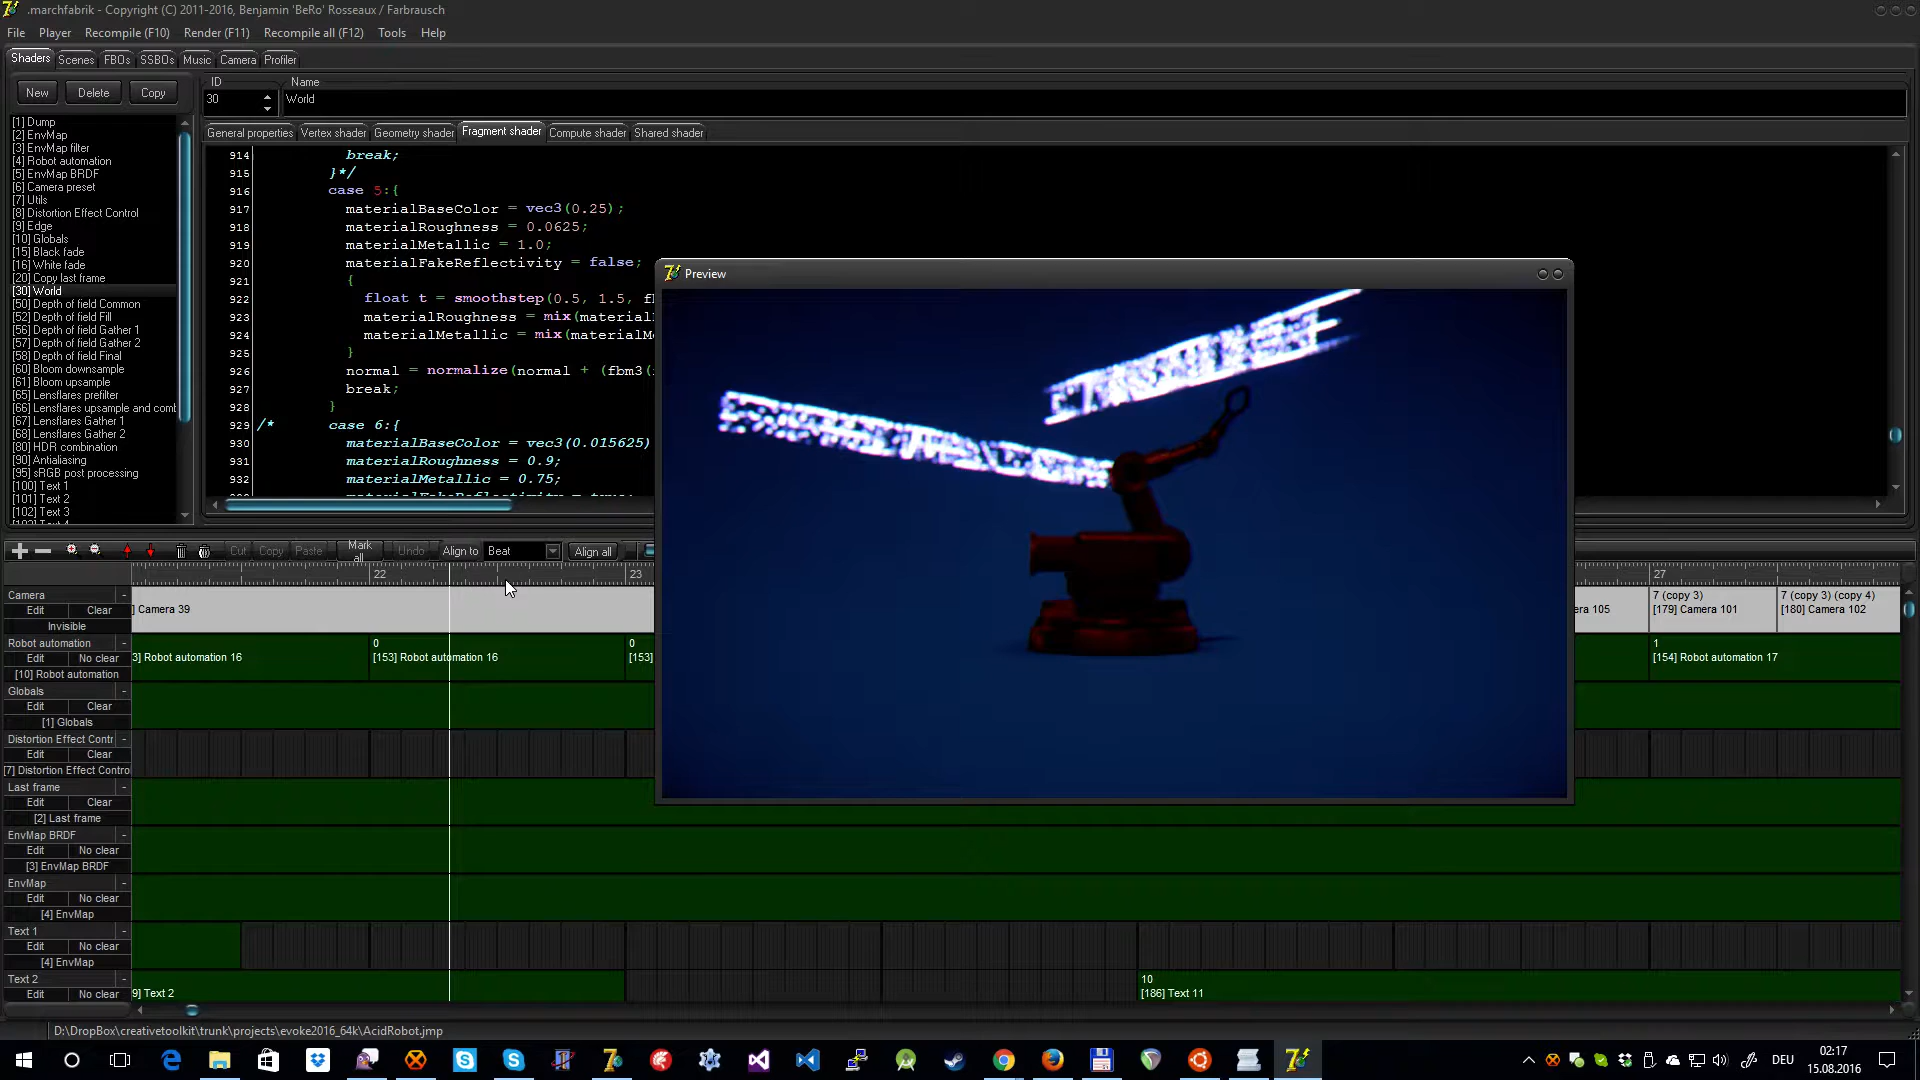 .marchfabrik - Copyright (C) 2011-2016, Benjamin 'BeRo' Rosseaux / Farbrausch
File Player Recompile (F10) Render (F11) Recompile all (F12) Tools Help
Shaders Scenes FBOs SSBOs Music Camera Profiler
New Delete Copy
ID Name
30 World
General properties Vertex shader Geometry shader Fragment shader Compute shader Shared shader
[1] Dump
[2] EnvMap
[3] EnvMap filter
[4] Robot automation
[5] EnvMap BRDF
[6] Camera preset
[7] Utils
[8] Distortion Effect Control
[9] Edge
[10] Globals
[15] Black fade
[16] White fade
[20] Copy last frame
[30] World
[50] Depth of field Common
[52] Depth of field Fill
[56] Depth of field Gather 1
[57] Depth of field Gather 2
[58] Depth of field Final
[60] Bloom downsample
[61] Bloom upsample
[65] Lensflares prefilter
[66] Lensflares upsample and comb
[67] Lensflares Gather 1
[68] Lensflares Gather 2
[80] HDR combination
[90] Antialiasing
[95] sRGB post processing
[100] Text 1
[101] Text 2
[102] Text 3
914 break;
915 }*/
916 case 5:{
917 materialBaseColor = vec3(0.25);
918 materialRoughness = 0.0625;
919 materialMetallic = 1.0;
920 materialFakeReflectivity = false;
921 {
922 float t = smoothstep(0.5, 1.5, f
923 materialRoughness = mix(material
924 materialMetallic = mix(materialM
925 }
926 normal = normalize(normal + (fbm3(
927 break;
928 }
929 /* case 6:{
930 materialBaseColor = vec3(0.015625)
931 materialRoughness = 0.9;
932 materialMetallic = 0.75;
Preview
Cut Copy Paste Mark all Undo Align to Beat Align all
22 23 27
Camera -
Edit Clear
Invisible
] Camera 39
era 105
7 (copy 3)
[179] Camera 101
7 (copy 3) (copy 4)
[180] Camera 102
Robot automation -
Edit No clear
[10] Robot automation
3] Robot automation 16
0
[153] Robot automation 16
0
[153]
1
[154] Robot automation 17
Globals -
Edit Clear
[1] Globals
Distortion Effect Contr -
Edit Clear
[7] Distortion Effect Contro
Last frame -
Edit Clear
[2] Last frame
EnvMap BRDF -
Edit No clear
[3] EnvMap BRDF
EnvMap -
Edit No clear
[4] EnvMap
Text 1 -
Edit No clear
[4] EnvMap
Text 2 -
Edit No clear
9] Text 2
10
[186] Text 11
D:\DropBox\creativetoolkit\trunk\projects\evoke2016_64k\AcidRobot.jmp
DEU
02:17
15.08.2016